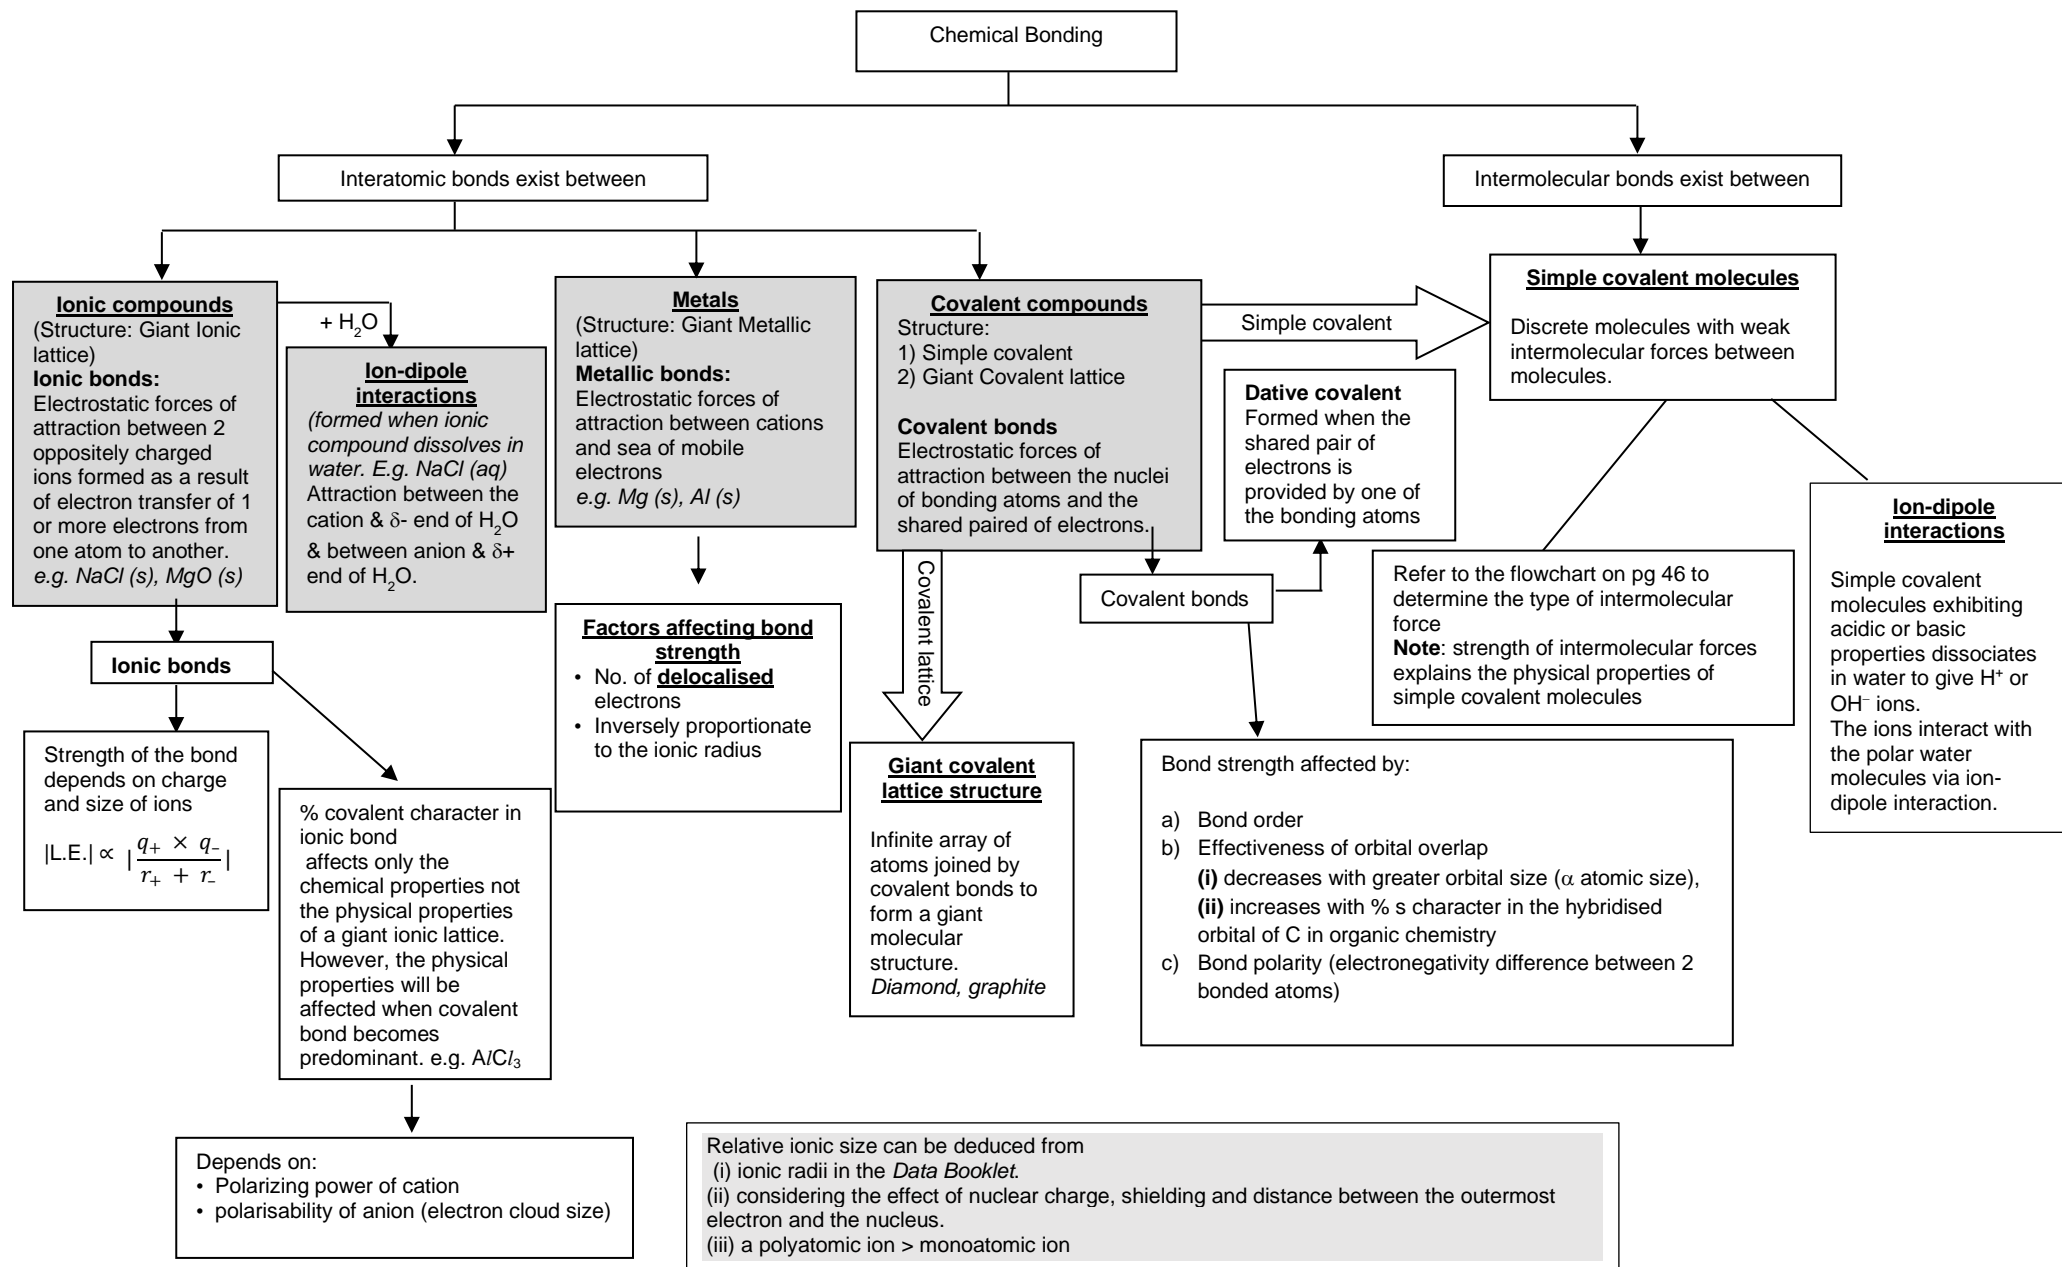 Chemical Bonding
Interatomic bonds exist between
Intermolecular bonds exist between
Ionic compounds
(Structure: Giant Ionic
lattice)
Ionic bonds:
Electrostatic forces of
attraction between 2
oppositely charged
ions formed as a result
of electron transfer of 1
or more electrons from
one atom to another.
e.g. NaCl (s), MgO (s)
+ H₂O
Ion-dipole
interactions
(formed when ionic
compound dissolves in
water. E.g. NaCl (aq)
Attraction between the
cation & δ- end of H₂O
& between anion & δ+
end of H₂O.
Metals
(Structure: Giant Metallic
lattice)
Metallic bonds:
Electrostatic forces of
attraction between cations
and sea of mobile
electrons
e.g. Mg (s), Al (s)
Covalent compounds
Structure:
1) Simple covalent
2) Giant Covalent lattice
Covalent bonds
Electrostatic forces of
attraction between the nuclei
of bonding atoms and the
shared paired of electrons.
Simple covalent
Simple covalent molecules
Discrete molecules with weak
intermolecular forces between
molecules.
Dative covalent
Formed when the
shared pair of
electrons is
provided by one of
the bonding atoms
Covalent bonds
Covalent lattice
Refer to the flowchart on pg 46 to
determine the type of intermolecular
force
Note: strength of intermolecular forces
explains the physical properties of
simple covalent molecules
Ion-dipole
interactions
Simple covalent
molecules exhibiting
acidic or basic
properties dissociates
in water to give H⁺ or
OH⁻ ions.
The ions interact with
the polar water
molecules via ion-
dipole interaction.
Ionic bonds
Factors affecting bond
strength
• No. of delocalised
electrons
• Inversely proportionate
to the ionic radius
Strength of the bond
depends on charge
and size of ions
|L.E.| ∝ |(q₊ × q₋)/(r₊ + r₋)|
% covalent character in
ionic bond
affects only the
chemical properties not
the physical properties
of a giant ionic lattice.
However, the physical
properties will be
affected when covalent
bond becomes
predominant. e.g. AlCl₃
Giant covalent
lattice structure
Infinite array of
atoms joined by
covalent bonds to
form a giant
molecular
structure.
Diamond, graphite
Bond strength affected by:
a) Bond order
b) Effectiveness of orbital overlap
(i) decreases with greater orbital size (α atomic size),
(ii) increases with % s character in the hybridised
orbital of C in organic chemistry
c) Bond polarity (electronegativity difference between 2
bonded atoms)
Depends on:
• Polarizing power of cation
• polarisability of anion (electron cloud size)
Relative ionic size can be deduced from
(i) ionic radii in the Data Booklet.
(ii) considering the effect of nuclear charge, shielding and distance between the outermost
electron and the nucleus.
(iii) a polyatomic ion > monoatomic ion